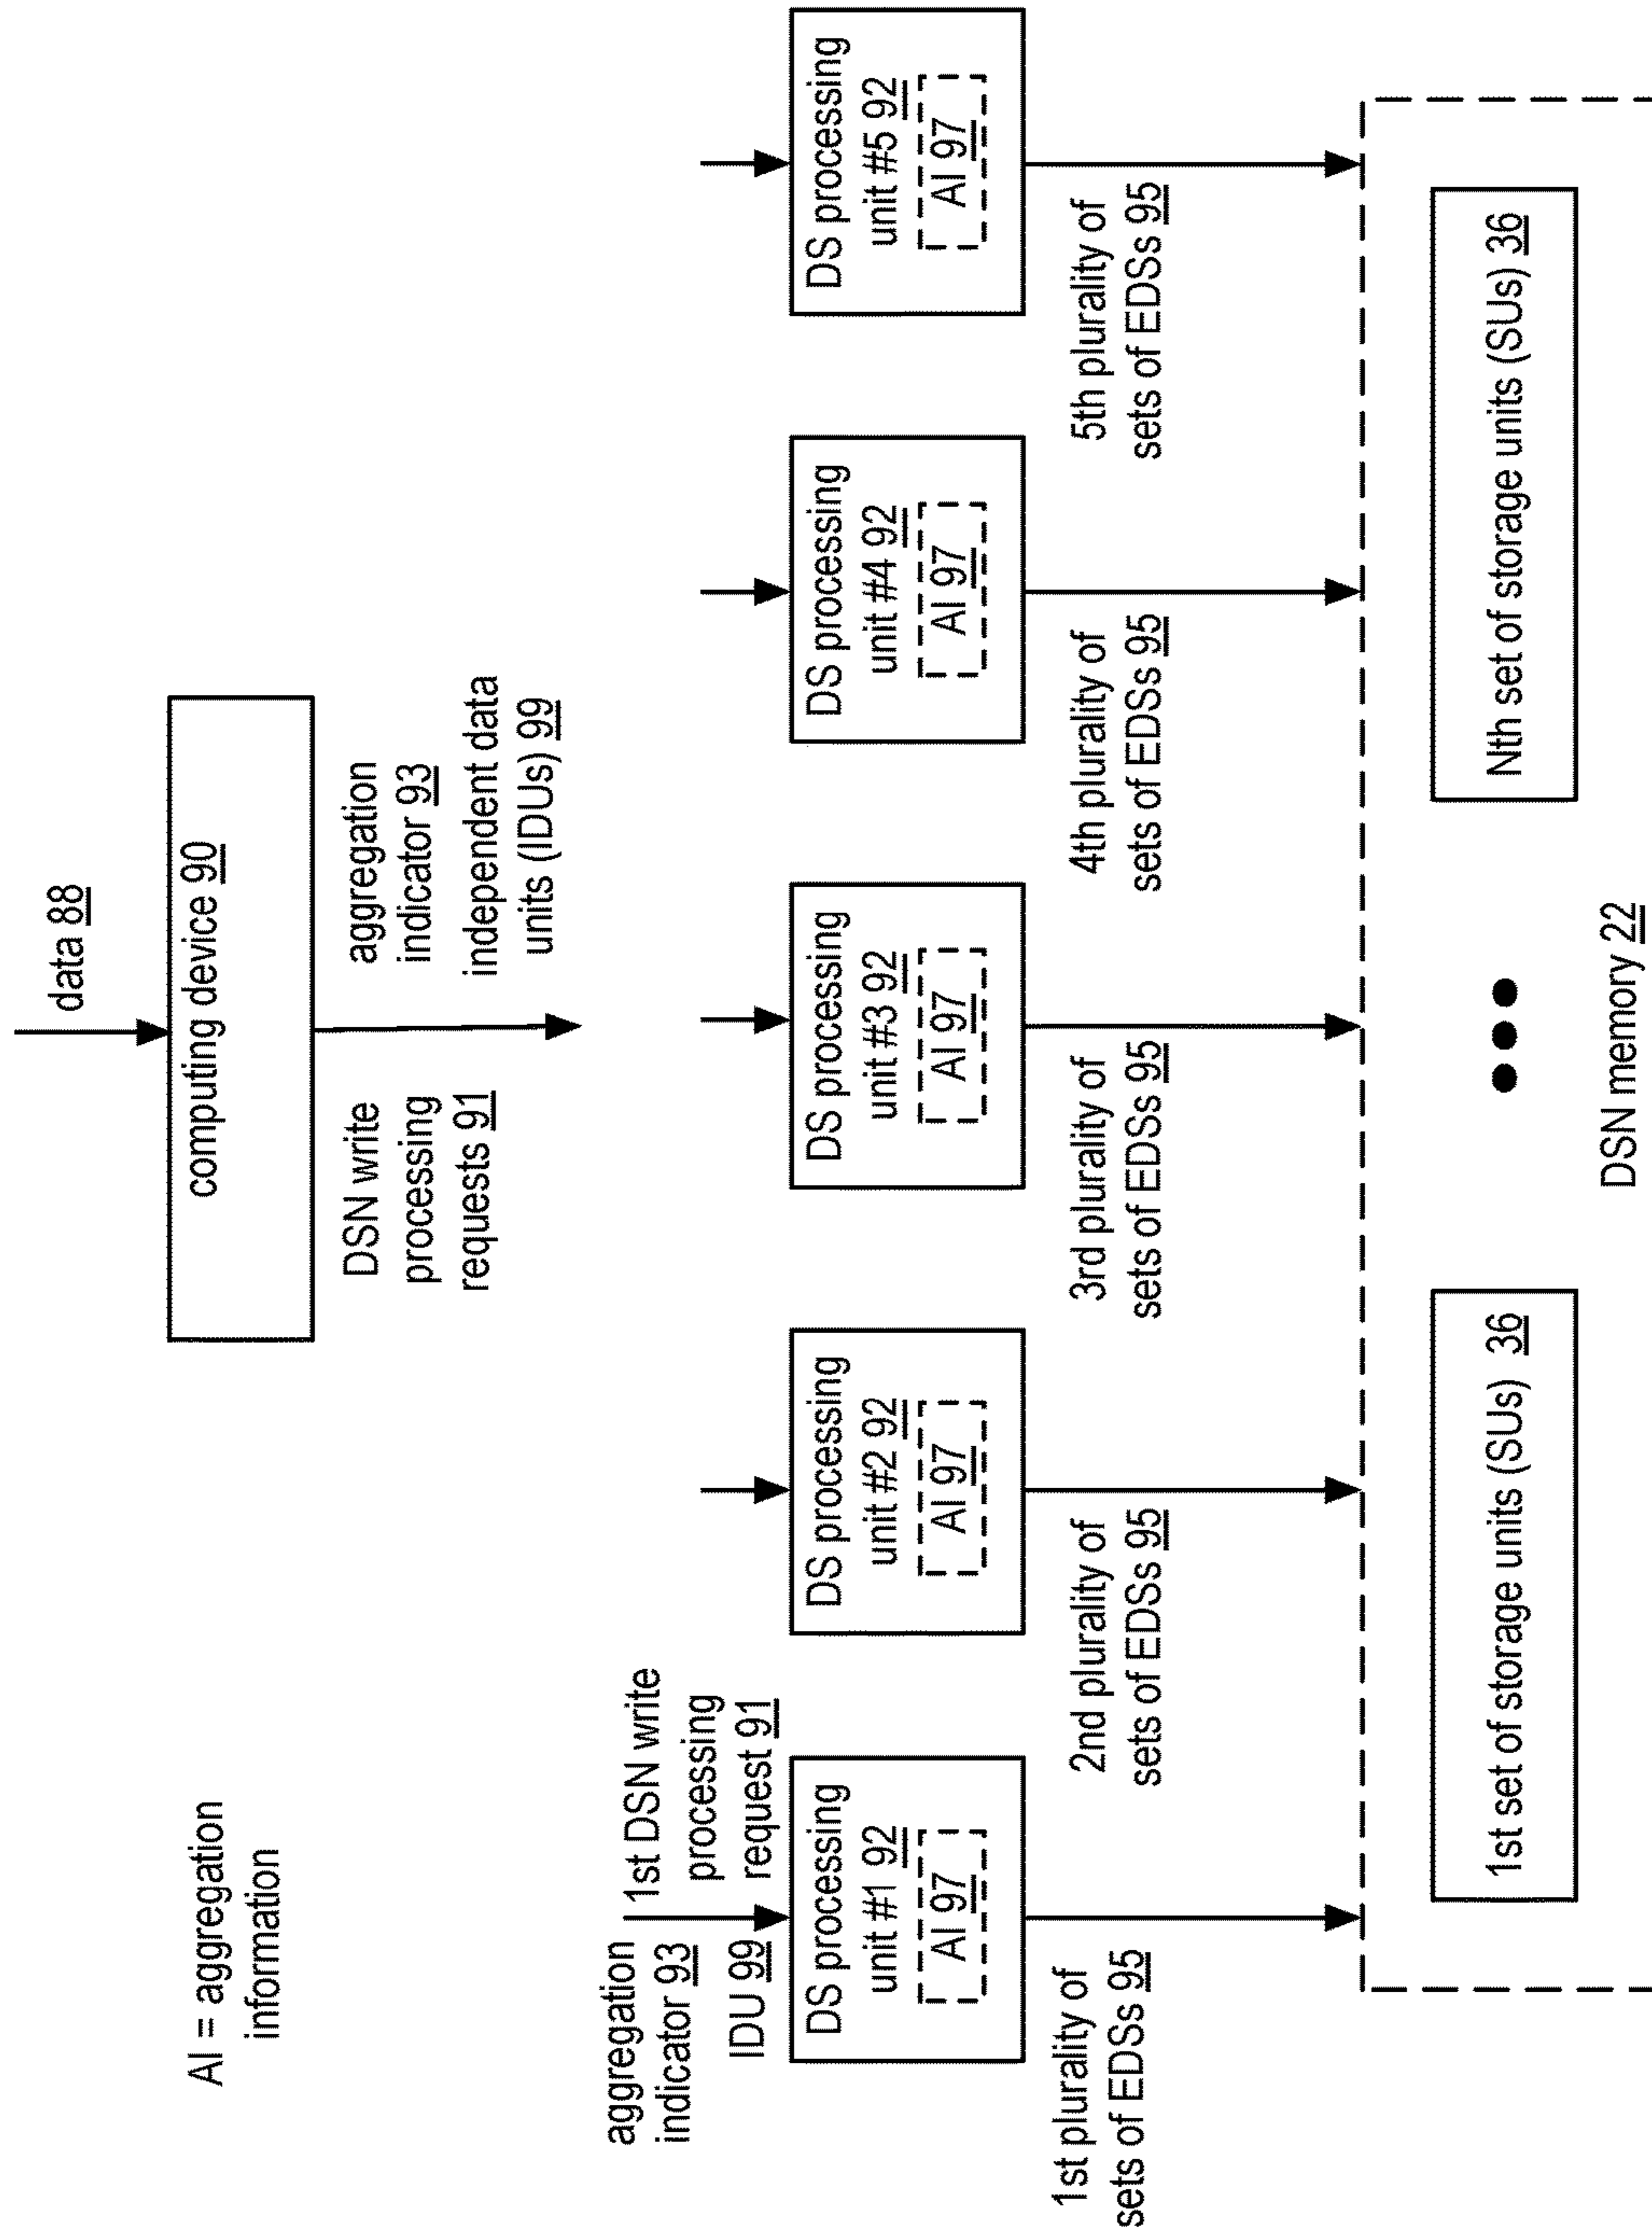 data 88
AI = aggregation
information
computing device 90
DSN write
processing
requests 91
aggregation
indicator 93
independent data
units (IDUs) 99
aggregation
indicator 93
IDU 99
1st DSN write
processing
request 91
DS processing
unit #1 92
AI 97
DS processing
unit #2 92
AI 97
DS processing
unit #3 92
AI 97
DS processing
unit #4 92
AI 97
DS processing
unit #5 92
AI 97
1st plurality of
sets of EDSs 95
2nd plurality of
sets of EDSs 95
3rd plurality of
sets of EDSs 95
4th plurality of
sets of EDSs 95
5th plurality of
sets of EDSs 95
1st set of storage units (SUs) 36
Nth set of storage units (SUs) 36
DSN memory 22